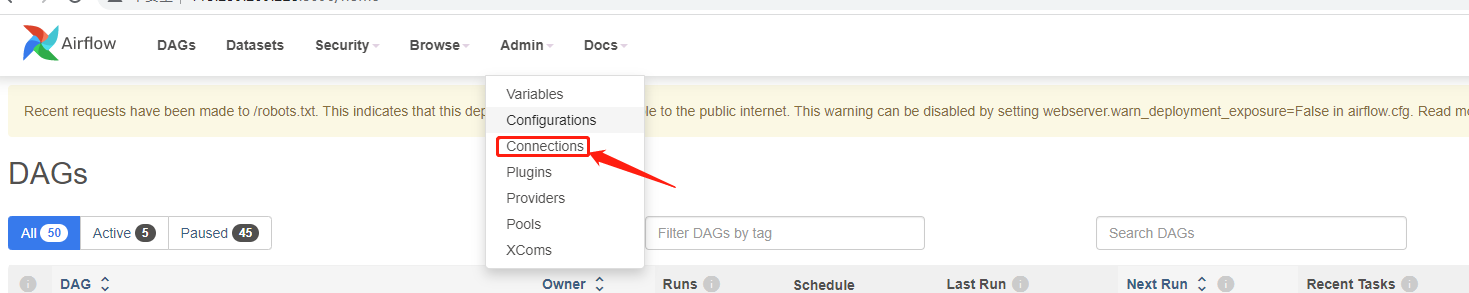 Airflow DAGs Datasets Security Browse Admin Docs
Variables
Recent requests have been made to /robots.txt. This indicates that this dep
le to the public internet. This warning can be disabled by setting webserver.warn_deployment_exposure=False in airflow.cfg. Read mo
Configurations
Connections
Plugins
Providers
Pools
XComs
DAGs
All 50 Active 5 Paused 45 Filter DAGs by tag Search DAGs
DAG Owner Runs Schedule Last Run Next Run Recent Tasks